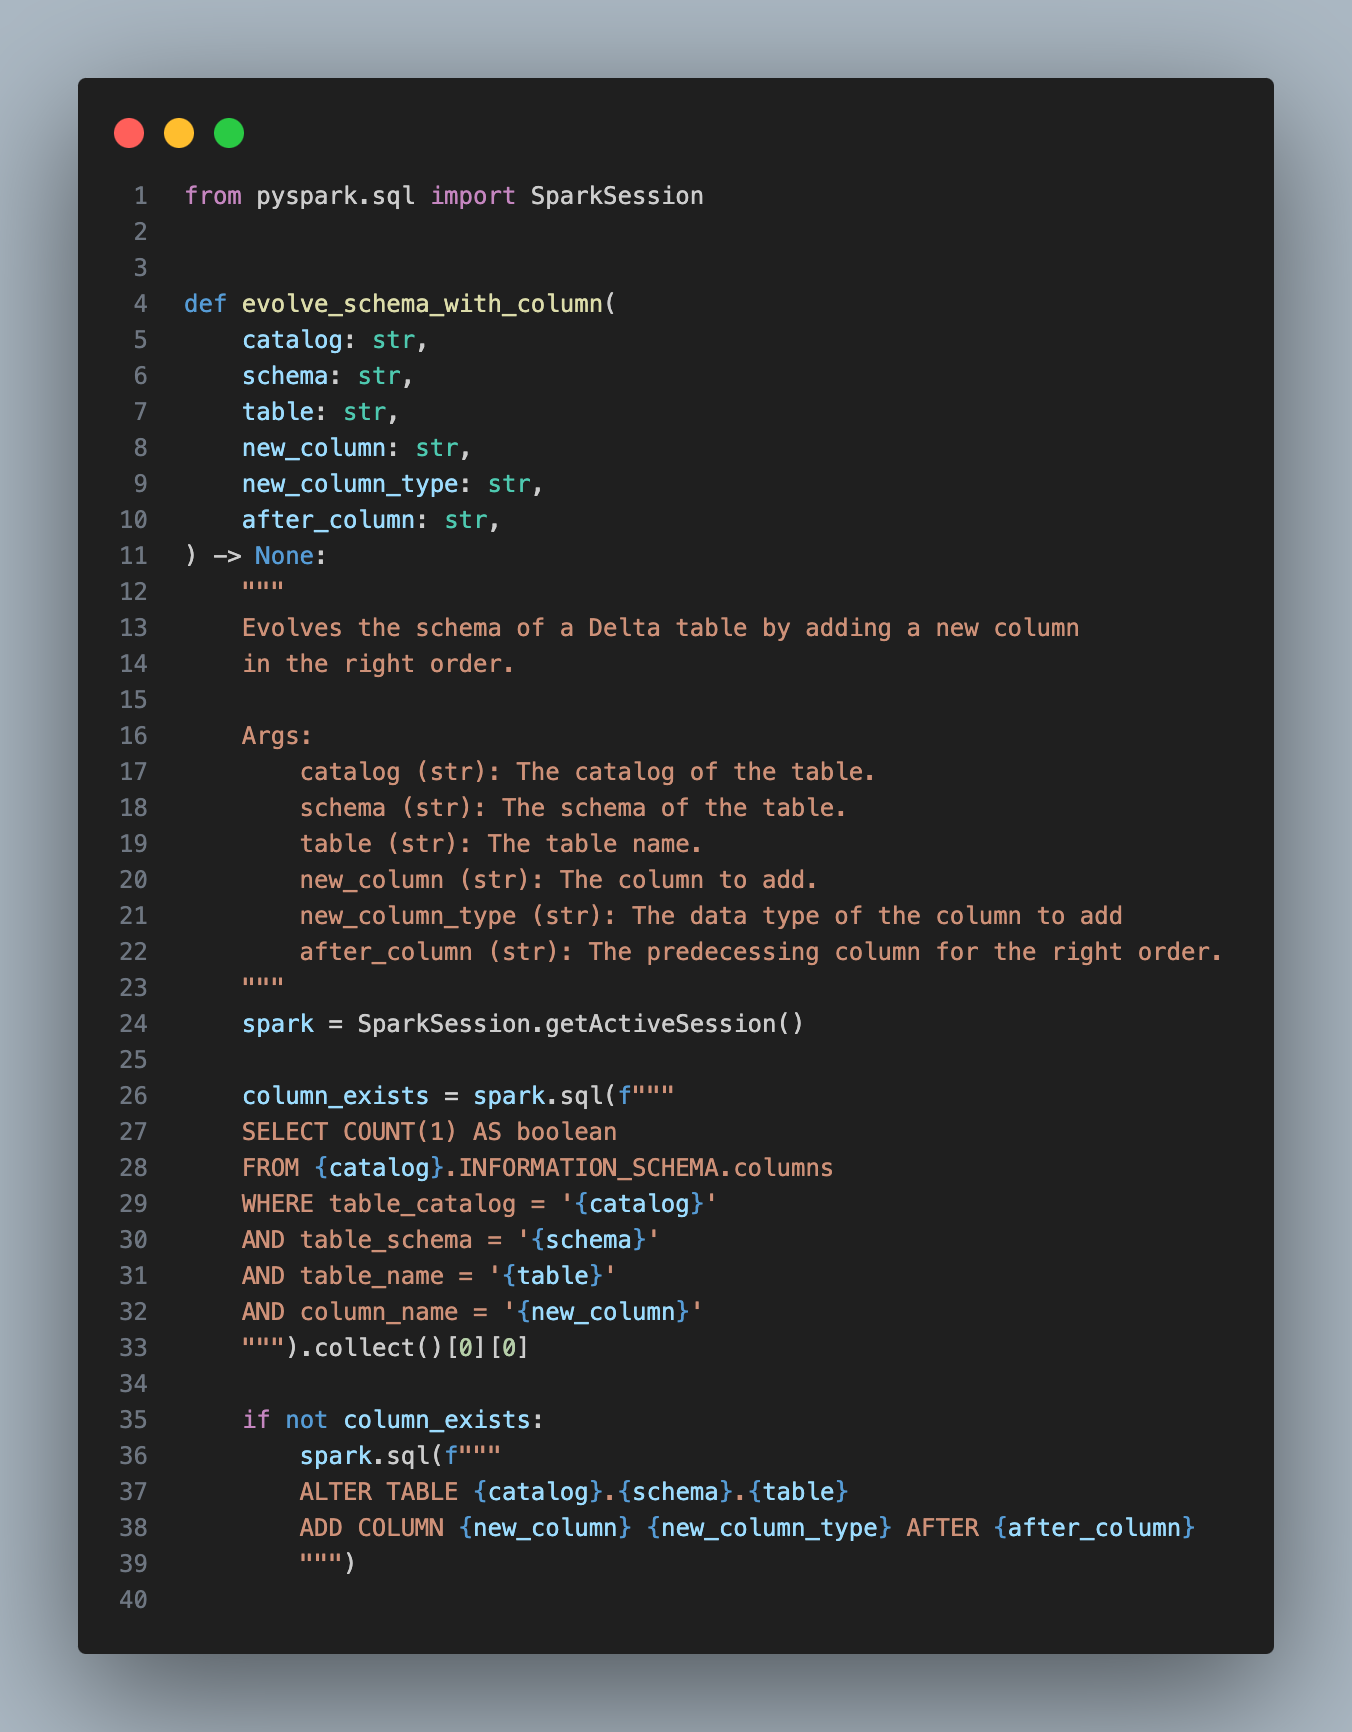 1 from pyspark.sql import SparkSession
2
3
4 def evolve_schema_with_column(
5     catalog: str,
6     schema: str,
7     table: str,
8     new_column: str,
9     new_column_type: str,
10     after_column: str,
11 ) -> None:
12     """
13     Evolves the schema of a Delta table by adding a new column
14     in the right order.
15
16     Args:
17         catalog (str): The catalog of the table.
18         schema (str): The schema of the table.
19         table (str): The table name.
20         new_column (str): The column to add.
21         new_column_type (str): The data type of the column to add
22         after_column (str): The predecessing column for the right order.
23     """
24     spark = SparkSession.getActiveSession()
25
26     column_exists = spark.sql(f"""
27     SELECT COUNT(1) AS boolean
28     FROM {catalog}.INFORMATION_SCHEMA.columns
29     WHERE table_catalog = '{catalog}'
30     AND table_schema = '{schema}'
31     AND table_name = '{table}'
32     AND column_name = '{new_column}'
33     """).collect()[0][0]
34
35     if not column_exists:
36         spark.sql(f"""
37         ALTER TABLE {catalog}.{schema}.{table}
38         ADD COLUMN {new_column} {new_column_type} AFTER {after_column}
39         """)
40